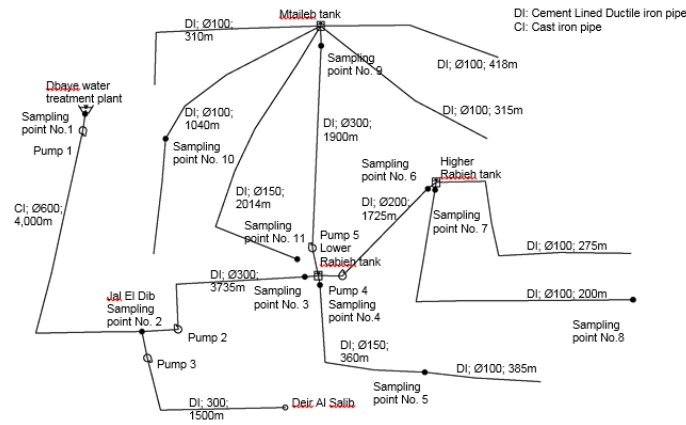 DI: Cement Lined Ductile iron pipe
CI: Cast iron pipe
Mtaileb tank
DI; Ø100;
310m
Sampling
point No. 9
DI; Ø100; 418m
DI; Ø100; 315m
Dbaye water
treatment plant
Sampling
point No.1
Pump 1
DI; Ø100;
1040m
Sampling
point No. 10
DI; Ø300;
1900m
DI; Ø150;
2014m
Sampling
point No. 6
Higher
Rabieh tank
DI; Ø200;
1725m
Sampling
point No. 7
CI; Ø600;
4,000m
Sampling
point No. 11
Pump 5
Lower
Rabieh tank
DI; Ø100; 275m
DI; Ø300;
3735m
Sampling
point No. 3
Pump 4
Sampling
point No.4
DI; Ø100; 200m
Sampling
point No.8
Jal El Dib
Sampling
point No. 2
Pump 2
Pump 3
DI; Ø150;
360m
DI; Ø100; 385m
Sampling
point No. 5
DI; 300;
1500m
Deir Al Salib